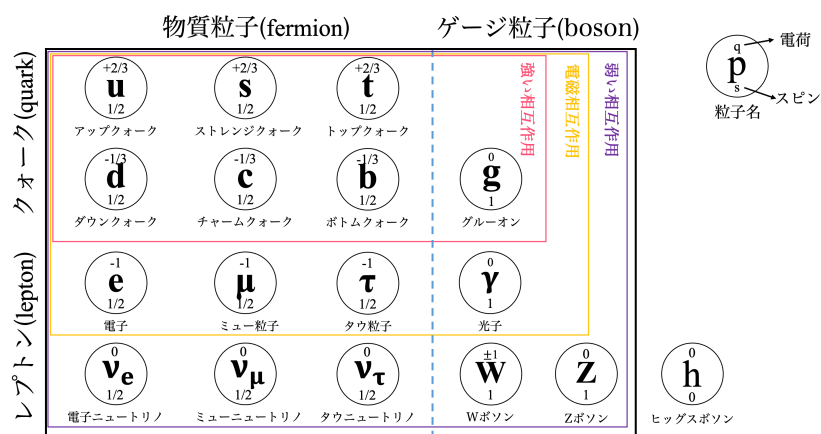 物質粒子(fermion)
ゲージ粒子(boson)
クォーク(quark)
レプトン(lepton)
+2/3
u
1/2
アップクォーク
+2/3
s
1/2
ストレンジクォーク
+2/3
t
1/2
トップクォーク
強い相互作用
電磁相互作用
弱い相互作用
-1/3
d
1/2
ダウンクォーク
-1/3
c
1/2
チャームクォーク
-1/3
b
1/2
ボトムクォーク
0
g
1
グルーオン
-1
e
1/2
電子
-1
μ
1/2
ミュー粒子
-1
τ
1/2
タウ粒子
0
γ
1
光子
0
νe
1/2
電子ニュートリノ
0
νμ
1/2
ミューニュートリノ
0
ντ
1/2
タウニュートリノ
±1
W
1
Wボソン
0
Z
1
Zボソン
0
h
0
ヒッグスボソン
q
p
s
電荷
スピン
粒子名